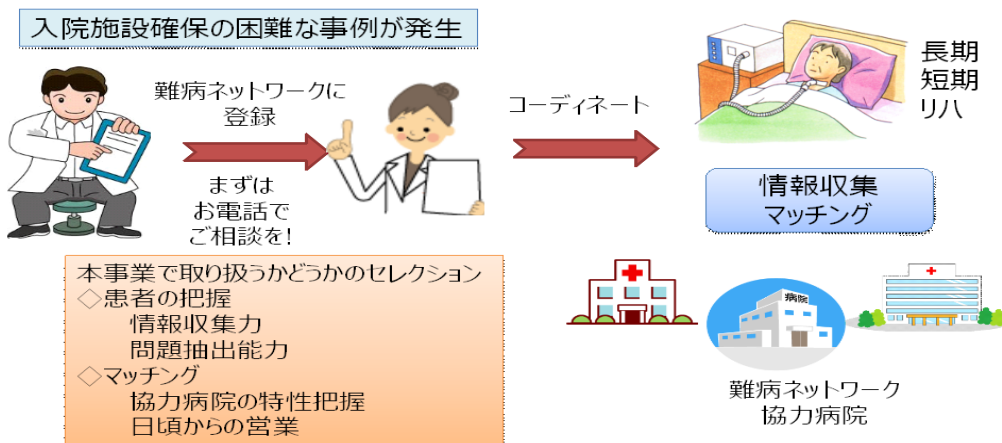 入院施設確保の困難な事例が発生
難病ネットワークに
登録
まずは
お電話で
ご相談を!
コーディネート
長期
短期
リハ
情報収集
マッチング
本事業で取り扱うかどうかのセレクション
◇患者の把握
情報収集力
問題抽出能力
◇マッチング
協力病院の特性把握
日頃からの営業
病院
難病ネットワーク
協力病院